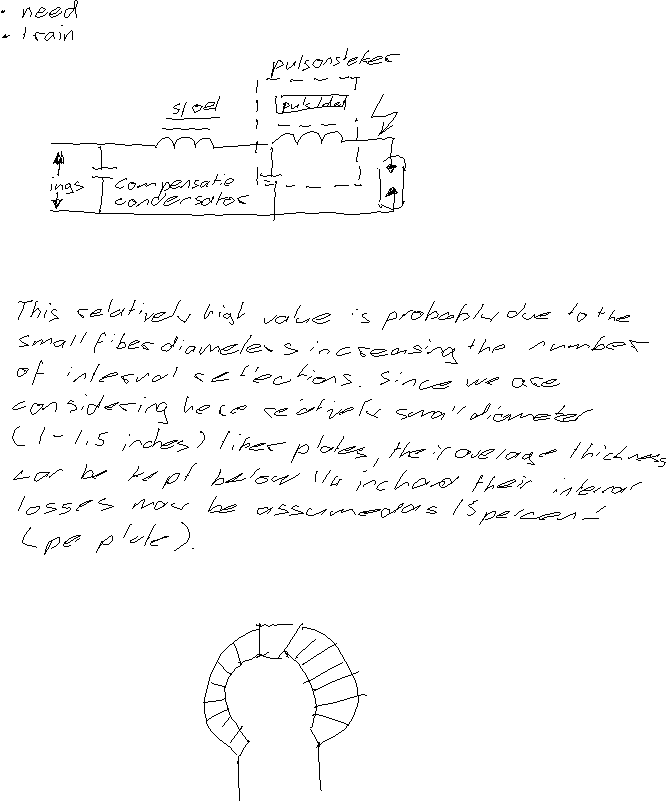 • need
• train
pulsonsteker
spoel
pulsldet
ings
compensatie
condensator
This relatively high value is probably due to the
small fiber diameters increasing the number
of internal reflections. Since we are
considering here relatively small diameter
(1-1.5 inches) fiber plates, their average thickness
can be kept below 1/4 inch and their internal
losses may be assumed as 15 percent
(pe plate).